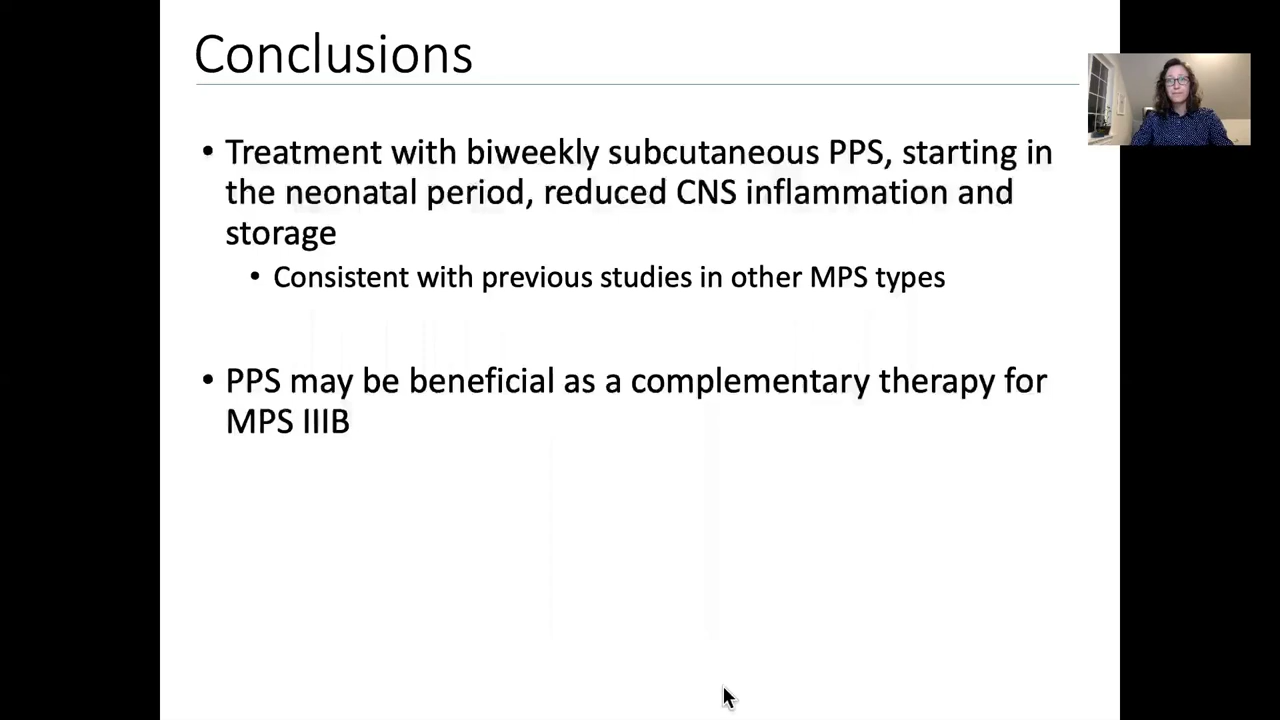 Conclusions
• Treatment with biweekly subcutaneous PPS, starting in
the neonatal period, reduced CNS inflammation and
storage
• Consistent with previous studies in other MPS types
• PPS may be beneficial as a complementary therapy for
MPS IIIB